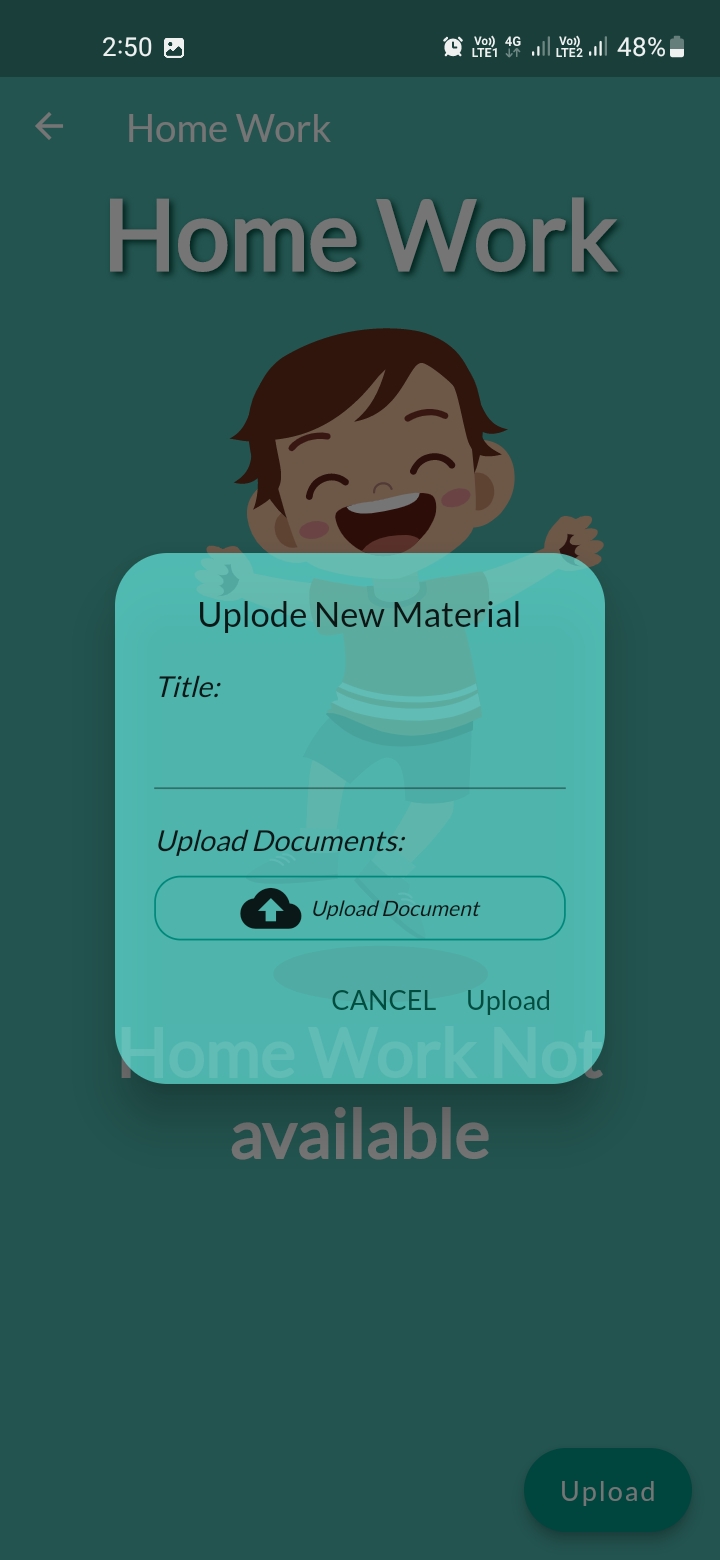 2:50 Vo)) LTE1 4G Vo)) LTE2 48%
Home Work
Home Work
Uplode New Material
Title:
Upload Documents:
Upload Document
CANCEL Upload
Home Work Not
available
Upload